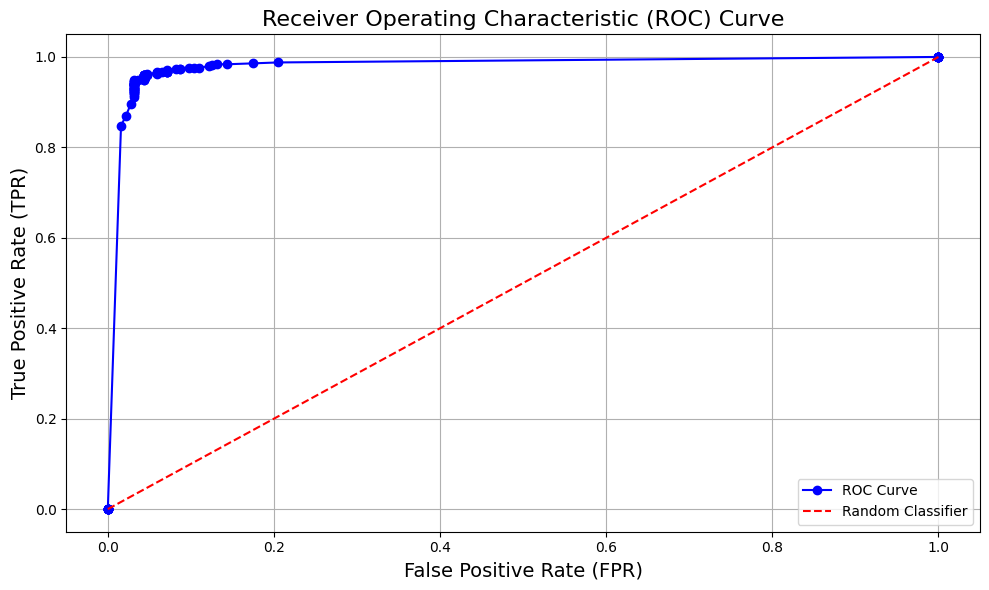 Receiver Operating Characteristic (ROC) Curve
True Positive Rate (TPR)
1.0
0.8
0.6
0.4
0.2
0.0
0.0 0.2 0.4 0.6 0.8 1.0
False Positive Rate (FPR)
ROC Curve
Random Classifier